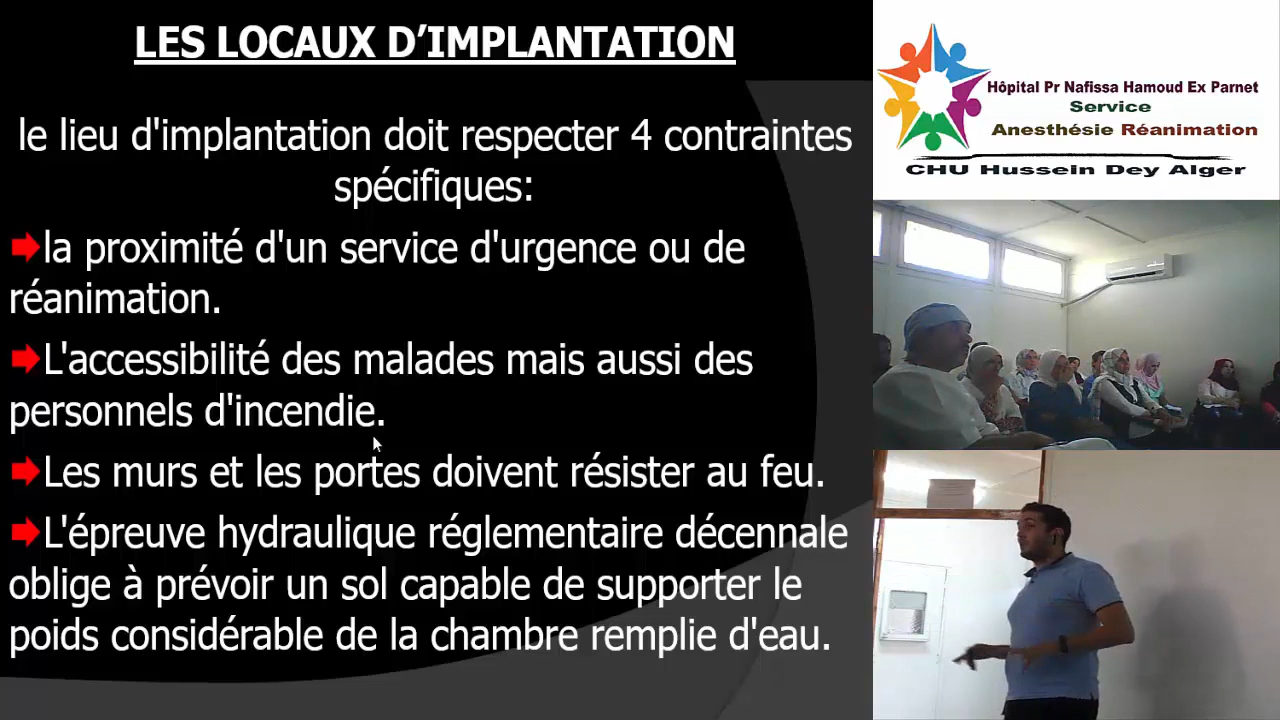 LES LOCAUX D’IMPLANTATION
le lieu d'implantation doit respecter 4 contraintes
spécifiques:
la proximité d'un service d'urgence ou de
réanimation.
L'accessibilité des malades mais aussi des
personnels d'incendie.
Les murs et les portes doivent résister au feu.
L'épreuve hydraulique réglementaire décennale
oblige à prévoir un sol capable de supporter le
poids considérable de la chambre remplie d'eau.
Hôpital Pr Nafissa Hamoud Ex Parnet
Service
Anesthésie Réanimation
CHU Hussein Dey Alger